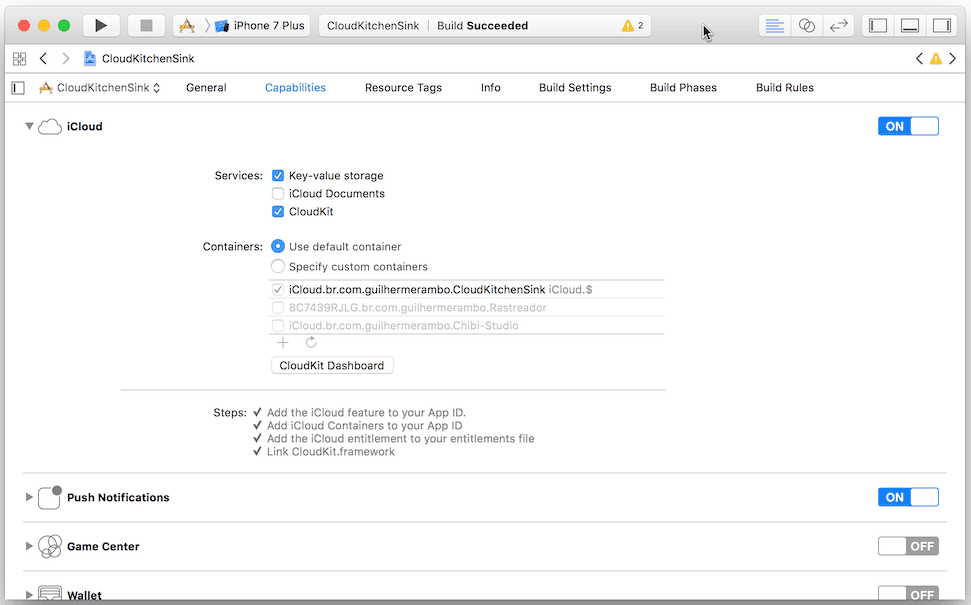 iPhone 7 Plus CloudKitchenSink Build Succeeded 2
CloudKitchenSink
CloudKitchenSink General Capabilities Resource Tags Info Build Settings Build Phases Build Rules
iCloud ON
Services: Key-value storage
iCloud Documents
CloudKit
Containers: Use default container
Specify custom containers
iCloud.br.com.guilhermerambo.CloudKitchenSink iCloud.$
8C7439RJLG.br.com.guilhermerambo.Rastreador
iCloud.br.com.guilhermerambo.Chibi-Studio
CloudKit Dashboard
Steps: ✓ Add the iCloud feature to your App ID.
✓ Add iCloud Containers to your App ID
✓ Add the iCloud entitlement to your entitlements file
✓ Link CloudKit.framework
Push Notifications ON
Game Center OFF
Wallet OFF